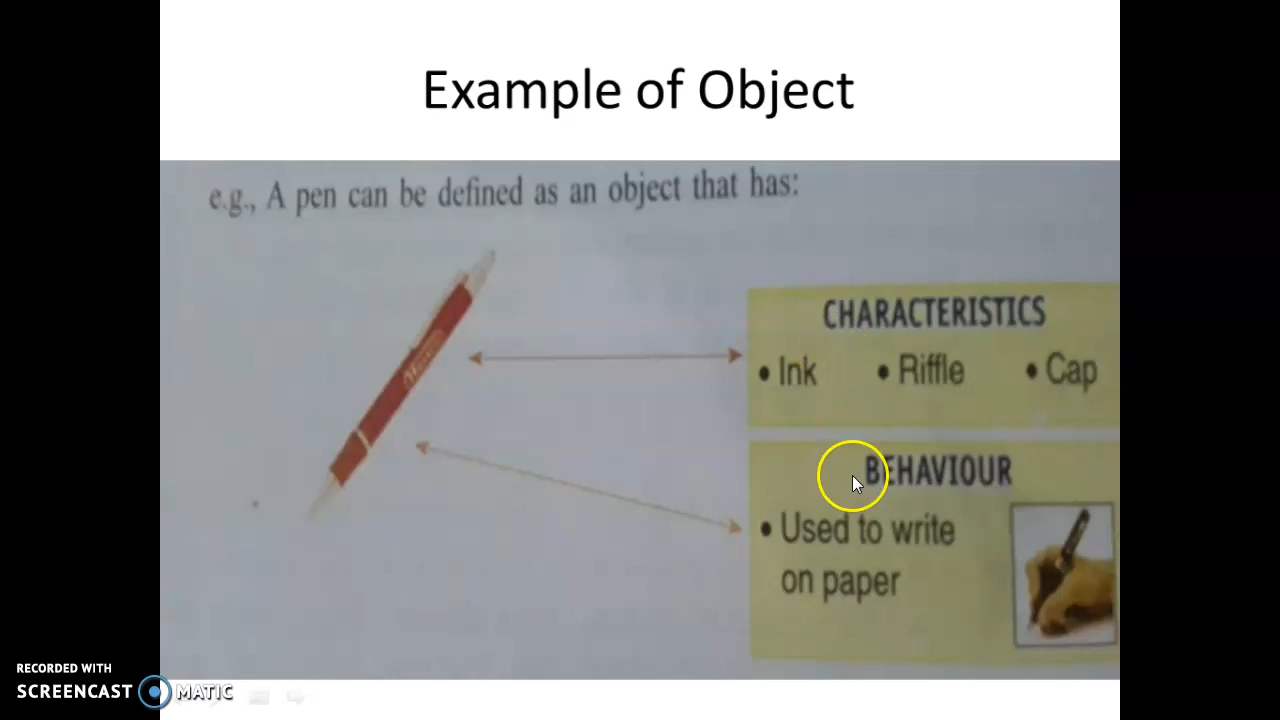 Example of Object
e.g., A pen can be defined as an object that has:
CHARACTERISTICS
• Ink • Riffle • Cap
BEHAVIOUR
• Used to write
on paper
RECORDED WITH
SCREENCAST MATIC